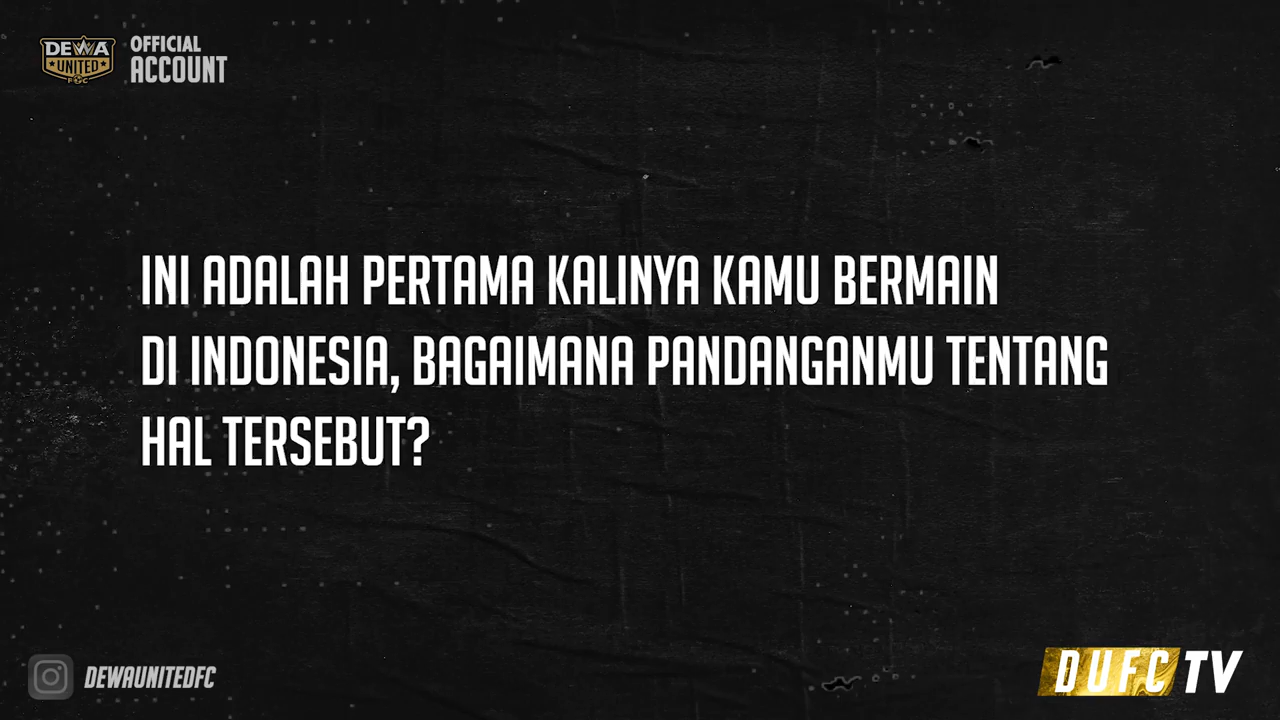 DEWA
UNITED
FC
OFFICIAL
ACCOUNT
INI ADALAH PERTAMA KALINYA KAMU BERMAIN
DI INDONESIA, BAGAIMANA PANDANGANMU TENTANG
HAL TERSEBUT?
DEWAUNITEDFC
DUFC TV